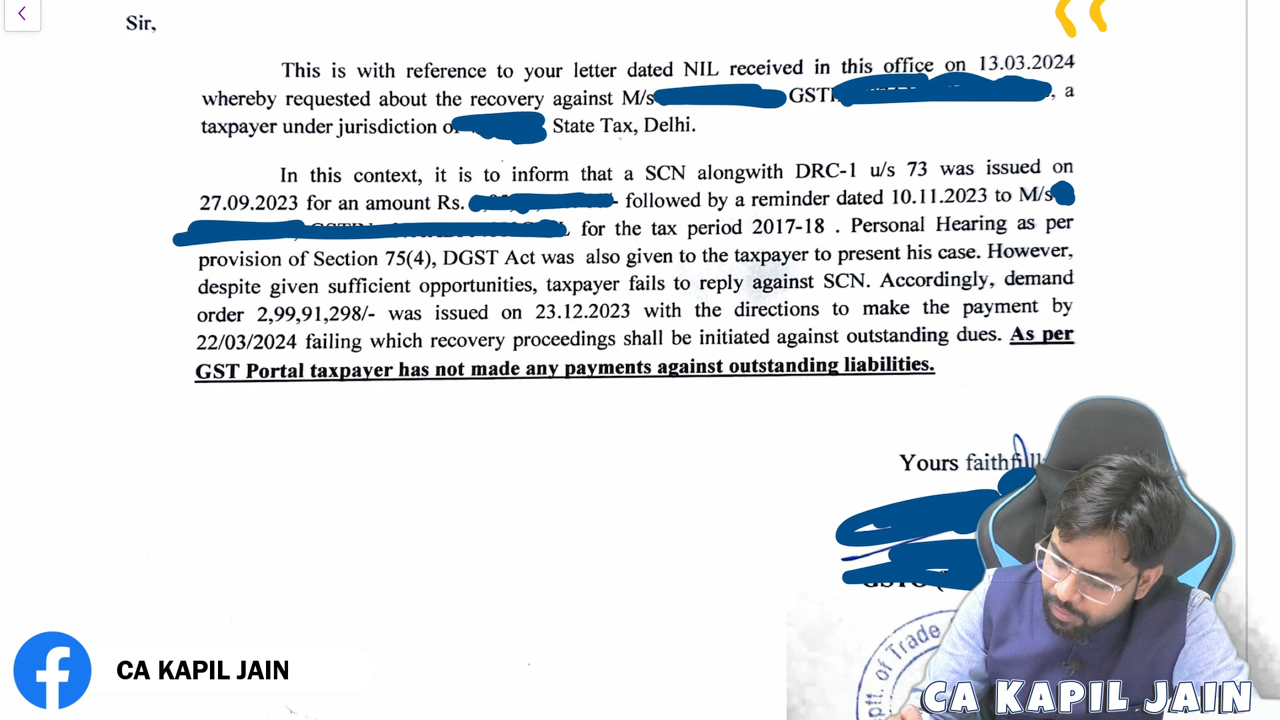 Sir,
This is with reference to your letter dated NIL received in this office on 13.03.2024
whereby requested about the recovery against M/s GSTI , a
taxpayer under jurisdiction o State Tax, Delhi.
In this context, it is to inform that a SCN alongwith DRC-1 u/s 73 was issued on
27.09.2023 for an amount Rs. - followed by a reminder dated 10.11.2023 to M/s
for the tax period 2017-18 . Personal Hearing as per
provision of Section 75(4), DGST Act was also given to the taxpayer to present his case. However,
despite given sufficient opportunities, taxpayer fails to reply against SCN. Accordingly, demand
order 2,99,91,298/- was issued on 23.12.2023 with the directions to make the payment by
22/03/2024 failing which recovery proceedings shall be initiated against outstanding dues. As per
GST Portal taxpayer has not made any payments against outstanding liabilities.
Yours faithfull
of Trade
CA KAPIL JAIN
CA KAPIL JAIN